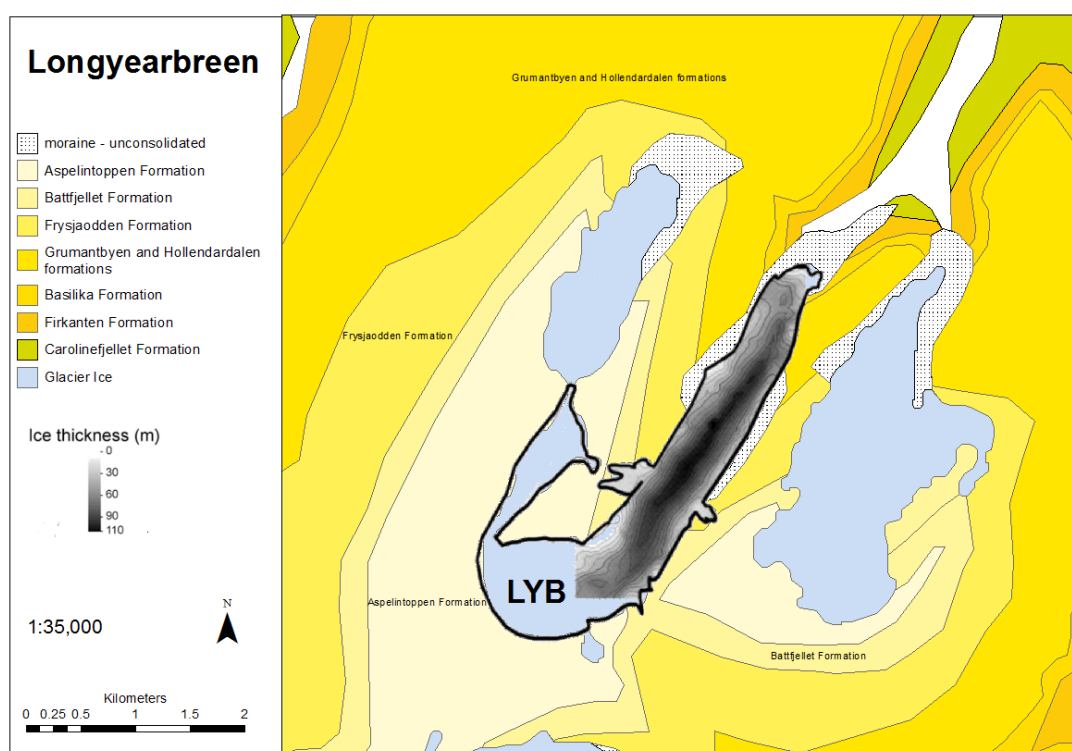 Longyearbreen
moraine - unconsolidated
Aspelintoppen Formation
Battfjellet Formation
Frysjaodden Formation
Grumantbyen and Hollendardalen
formations
Basilika Formation
Firkanten Formation
Carolinefjellet Formation
Glacier Ice
Ice thickness (m)
0
30
60
90
110
1:35,000
N
Kilometers
0 0.25 0.5 1 1.5 2
Grumantbyen and Hollendardalen formations
Frysjaodden Formation
Aspelintoppen Formation
LYB
Battfjellet Formation